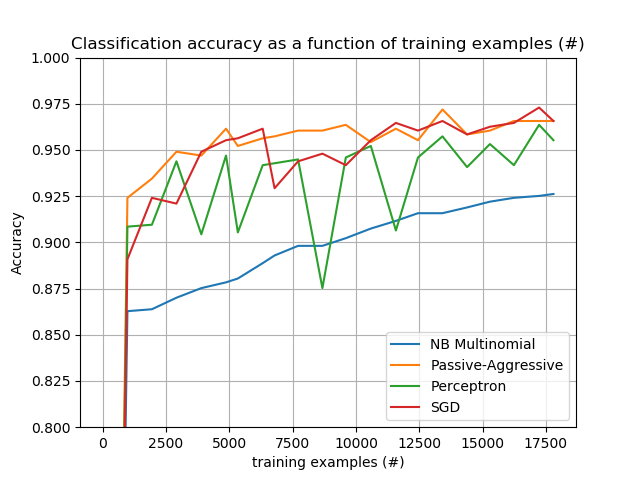 Classification accuracy as a function of training examples (#)
1.000
0.975
0.950
0.925
0.900
0.875
0.850
0.825
0.800
Accuracy
NB Multinomial
Passive-Aggressive
Perceptron
SGD
0 2500 5000 7500 10000 12500 15000 17500
training examples (#)